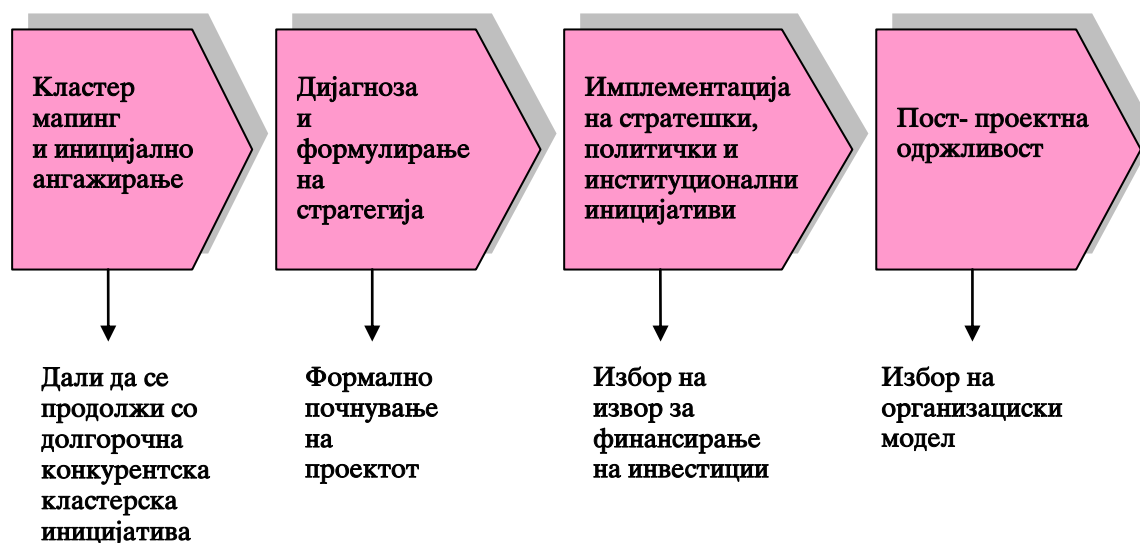 Кластер
мапинг
и иницијално
ангажирање
Дијагноза
и
формулирање
на
стратегија
Имплементација
на стратешки,
политички и
институционални
иницијативи
Пост- проектна
одржливост
Дали да се
продолжи со
долгорочна
конкурентска
кластерска
иницијатива
Формално
почнување
на
проектот
Избор на
извор за
финансирање
на инвестиции
Избор на
организациски
модел